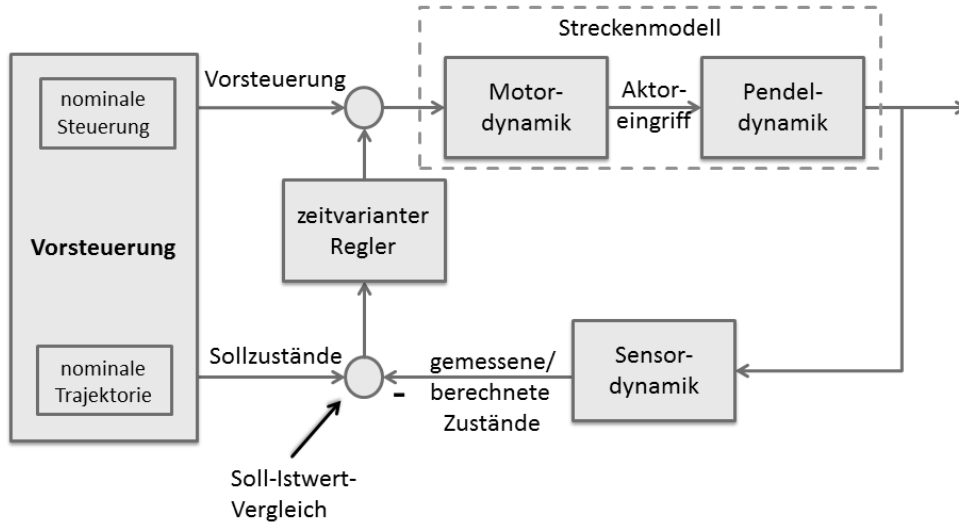 Streckenmodell
nominale
Steuerung
Vorsteuerung
Motor-
dynamik
Aktor-
eingriff
Pendel-
dynamik
zeitvarianter
Regler
Vorsteuerung
nominale
Trajektorie
Sollzustände
-
gemessene/
berechnete
Zustände
Sensor-
dynamik
Soll-Istwert-
Vergleich